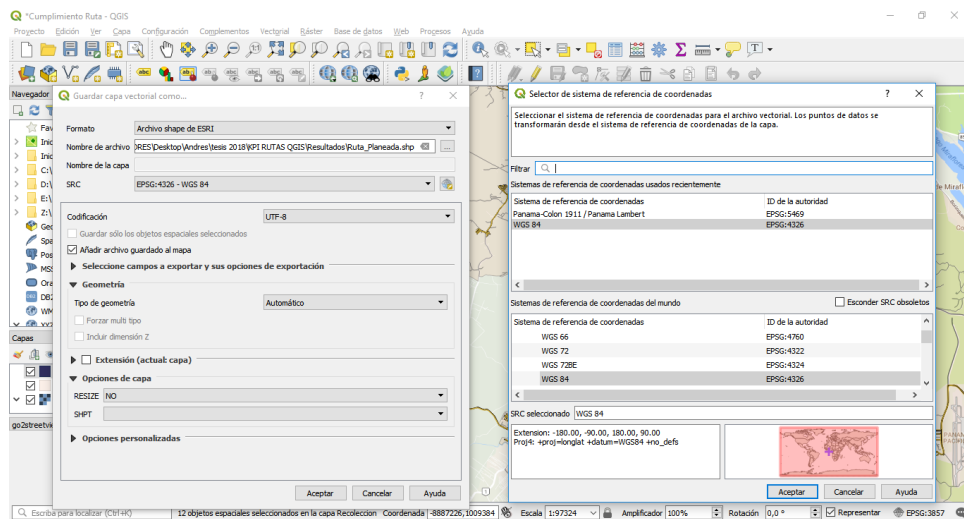 *Cumplimiento Ruta - QGIS
Proyecto Edición Ver Capa Configuración Complementos Vectorial Ráster Base de datos Web Procesos Ayuda
Navegador
Fav
Inic
Inic
C:\
D:\
E:\
Z:\
Geo
Spa
Pos
MSS
Ora
DB2
WM
XYZ
Capas
go2streetvie
Guardar capa vectorial como...
Formato Archivo shape de ESRI
Nombre de archivo DRES\Desktop\Andres\tesis 2018\KPI RUTAS QGIS\Resultados\Ruta_Planeada.shp
Nombre de la capa
SRC EPSG:4326 - WGS 84
Codificación UTF-8
Guardar sólo los objetos espaciales seleccionados
Añadir archivo guardado al mapa
Seleccione campos a exportar y sus opciones de exportación
Geometría
Tipo de geometría Automático
Forzar multi tipo
Incluir dimensión Z
Extensión (actual: capa)
Opciones de capa
RESIZE NO
SHPT
Opciones personalizadas
Aceptar Cancelar Ayuda
Selector de sistema de referencia de coordenadas
Seleccionar el sistema de referencia de coordenadas para el archivo vectorial. Los puntos de datos se
transformarán desde el sistema de referencia de coordenadas de la capa.
Filtrar
Sistemas de referencia de coordenadas usados recientemente
Sistema de referencia de coordenadas ID de la autoridad
Panama-Colon 1911 / Panama Lambert EPSG:5469
WGS 84 EPSG:4326
Sistemas de referencia de coordenadas del mundo Esconder SRC obsoletos
Sistema de referencia de coordenadas ID de la autoridad
WGS 66 EPSG:4760
WGS 72 EPSG:4322
WGS 72BE EPSG:4324
WGS 84 EPSG:4326
SRC seleccionado WGS 84
Extension: -180.00, -90.00, 180.00, 90.00
Proj4: +proj=longlat +datum=WGS84 +no_defs
Aceptar Cancelar Ayuda
Escriba para localizar (Ctrl+K) 12 objetos espaciales seleccionados en la capa Recoleccion Coordenada -8887226,1009384 Escala 1:97324 Amplificador 100% Rotación 0,0 ° Representar EPSG:3857